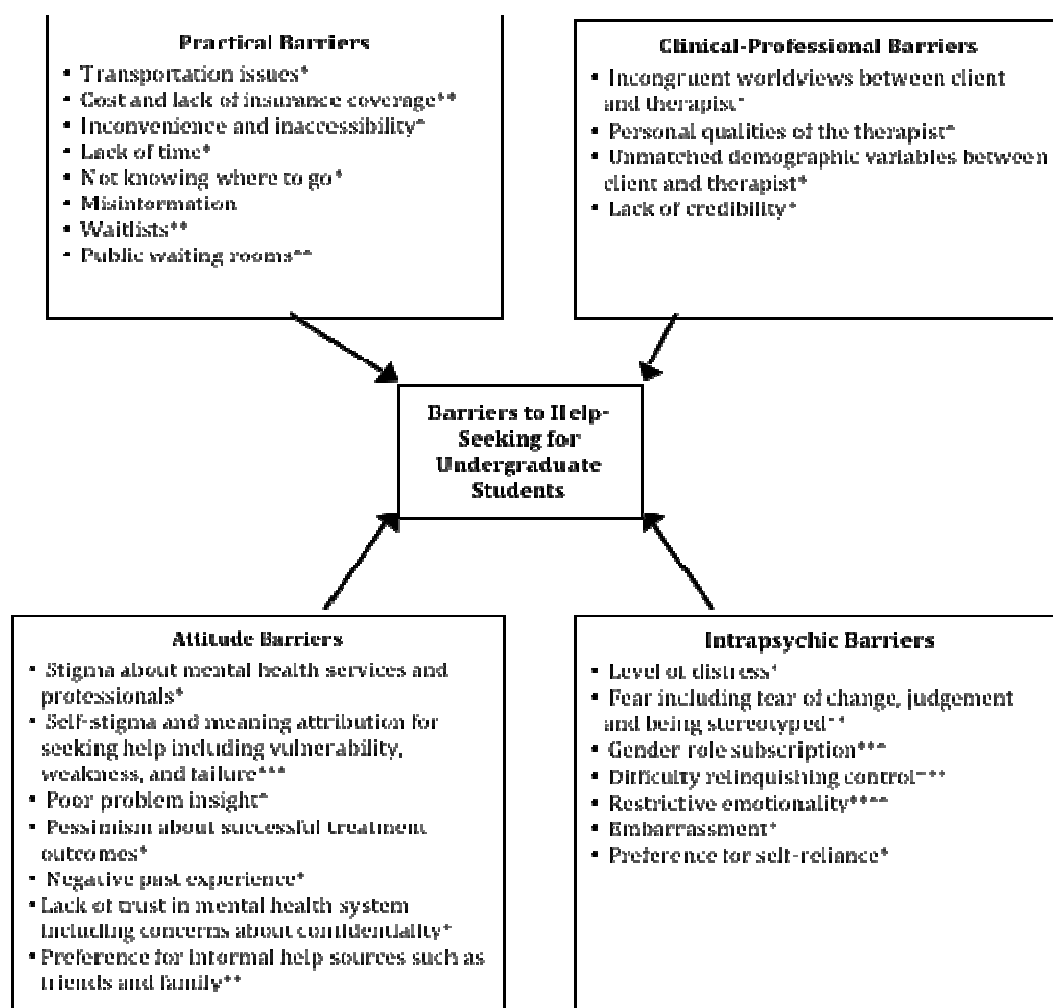 Practical Barriers
• Transportation issues*
• Cost and lack of insurance coverage**
• Inconvenience and inaccessibility*
• Lack of time*
• Not knowing where to go*
• Misinformation
• Waitlists**
• Public waiting rooms**
Clinical-Professional Barriers
• Incongruent worldviews between client
and therapist*
• Personal qualities of the therapist*
• Unmatched demographic variables between
client and therapist*
• Lack of credibility*
Barriers to Help-
Seeking for
Undergraduate
Students
Attitude Barriers
• Stigma about mental health services and
professionals*
• Self-stigma and meaning attribution for
seeking help including vulnerability,
weakness, and failure***
• Poor problem insight*
• Pessimism about successful treatment
outcomes*
• Negative past experience*
• Lack of trust in mental health system
including concerns about confidentiality*
• Preference for informal help sources such as
friends and family**
Intrapsychic Barriers
• Level of distress*
• Fear including fear of change, judgement
and being stereotyped**
• Gender role subscription***
• Difficulty relinquishing control***
• Restrictive emotionality****
• Embarrassment*
• Preference for self-reliance*